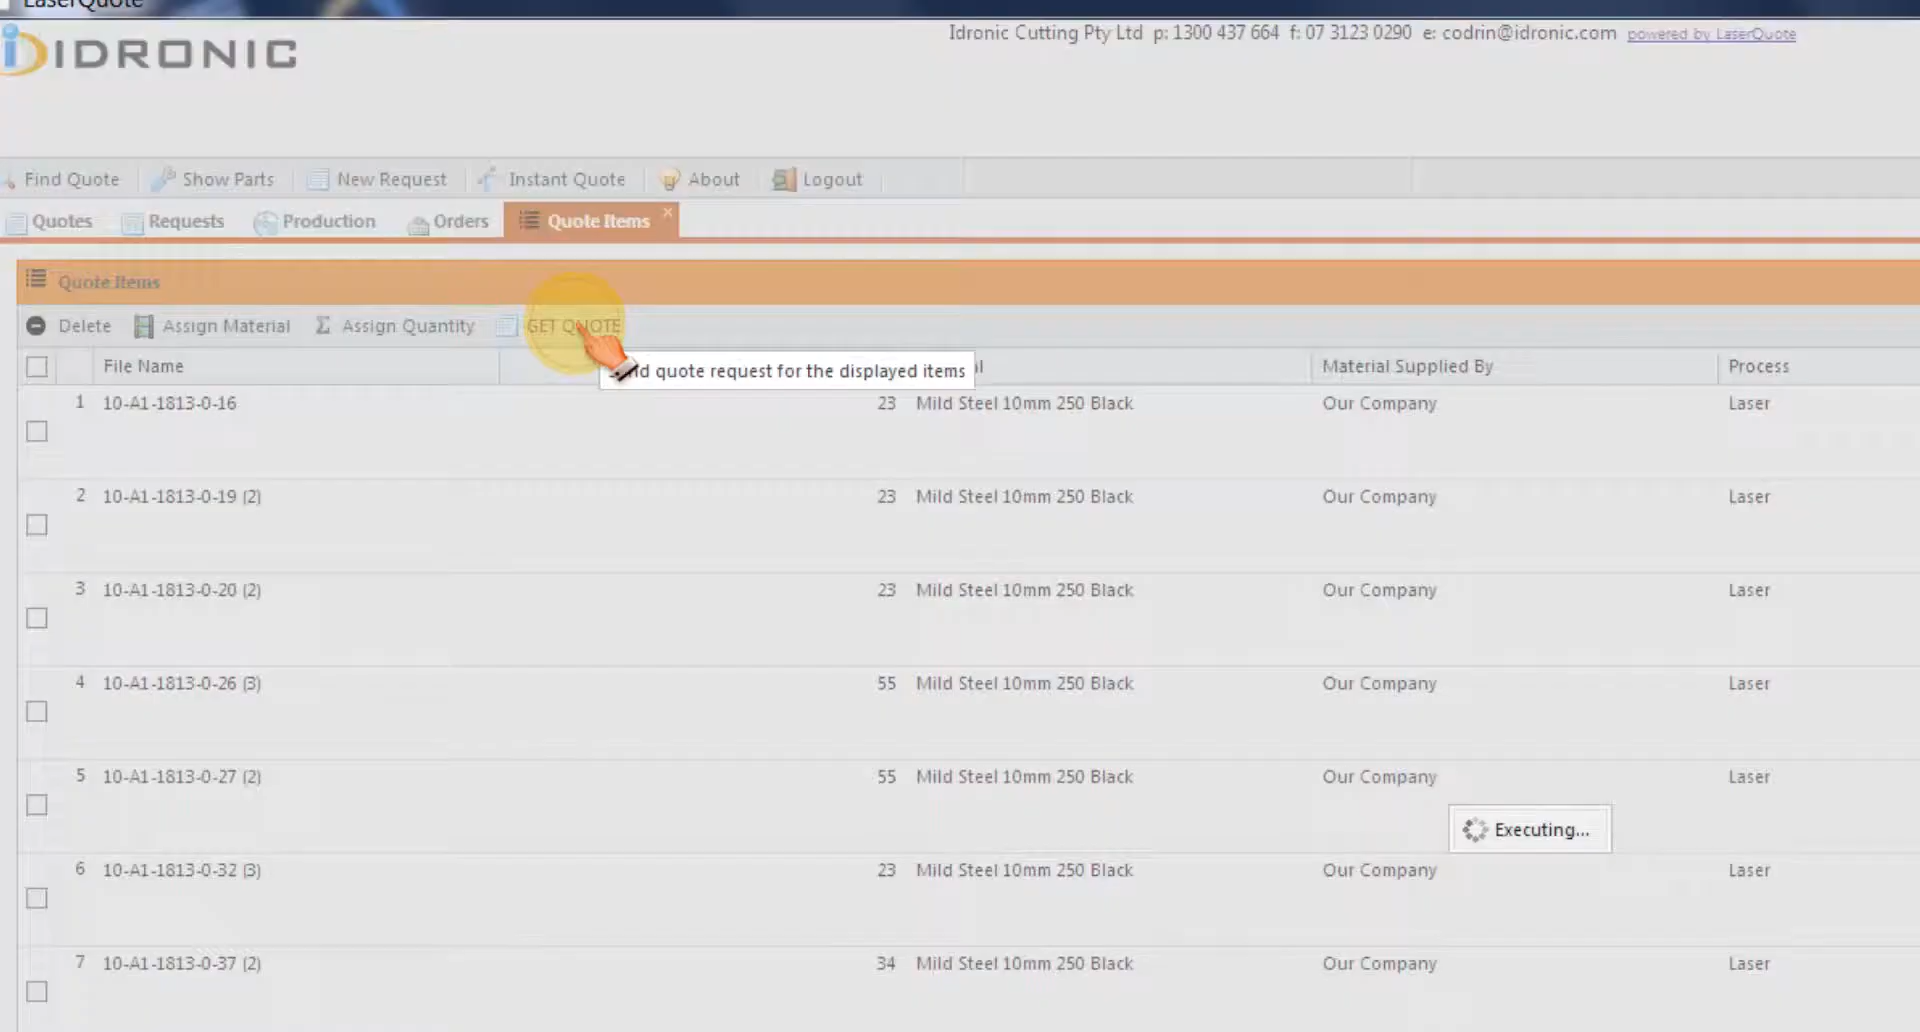 LaserQuote
IDRONIC
Idronic Cutting Pty Ltd p: 1300 437 664 f: 07 3123 0290 e: codrin@idronic.com powered by LaserQuote
Find Quote Show Parts New Request Instant Quote About Logout
Quotes Requests Production Orders Quote Items
Quote Items
Delete Assign Material Assign Quantity GET QUOTE
File Name Material Supplied By Process
quote request for the displayed items
1 10-A1-1813-0-16 23 Mild Steel 10mm 250 Black Our Company Laser
2 10-A1-1813-0-19 (2) 23 Mild Steel 10mm 250 Black Our Company Laser
3 10-A1-1813-0-20 (2) 23 Mild Steel 10mm 250 Black Our Company Laser
4 10-A1-1813-0-26 (3) 55 Mild Steel 10mm 250 Black Our Company Laser
5 10-A1-1813-0-27 (2) 55 Mild Steel 10mm 250 Black Our Company Laser
Executing...
6 10-A1-1813-0-32 (3) 23 Mild Steel 10mm 250 Black Our Company Laser
7 10-A1-1813-0-37 (2) 34 Mild Steel 10mm 250 Black Our Company Laser